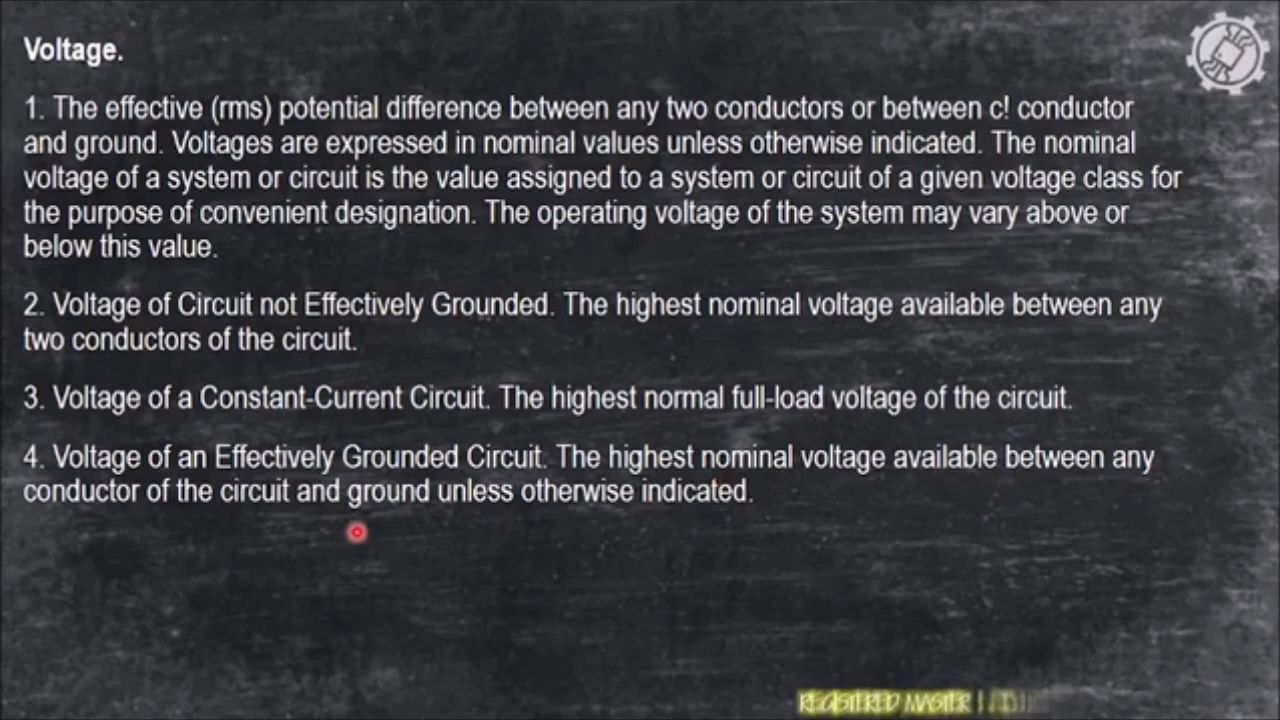 Voltage.
1. The effective (rms) potential difference between any two conductors or between c! conductor
and ground. Voltages are expressed in nominal values unless otherwise indicated. The nominal
voltage of a system or circuit is the value assigned to a system or circuit of a given voltage class for
the purpose of convenient designation. The operating voltage of the system may vary above or
below this value.
2. Voltage of Circuit not Effectively Grounded. The highest nominal voltage available between any
two conductors of the circuit.
3. Voltage of a Constant-Current Circuit. The highest normal full-load voltage of the circuit.
4. Voltage of an Effectively Grounded Circuit. The highest nominal voltage available between any
conductor of the circuit and ground unless otherwise indicated.
REGISTERED MASTER